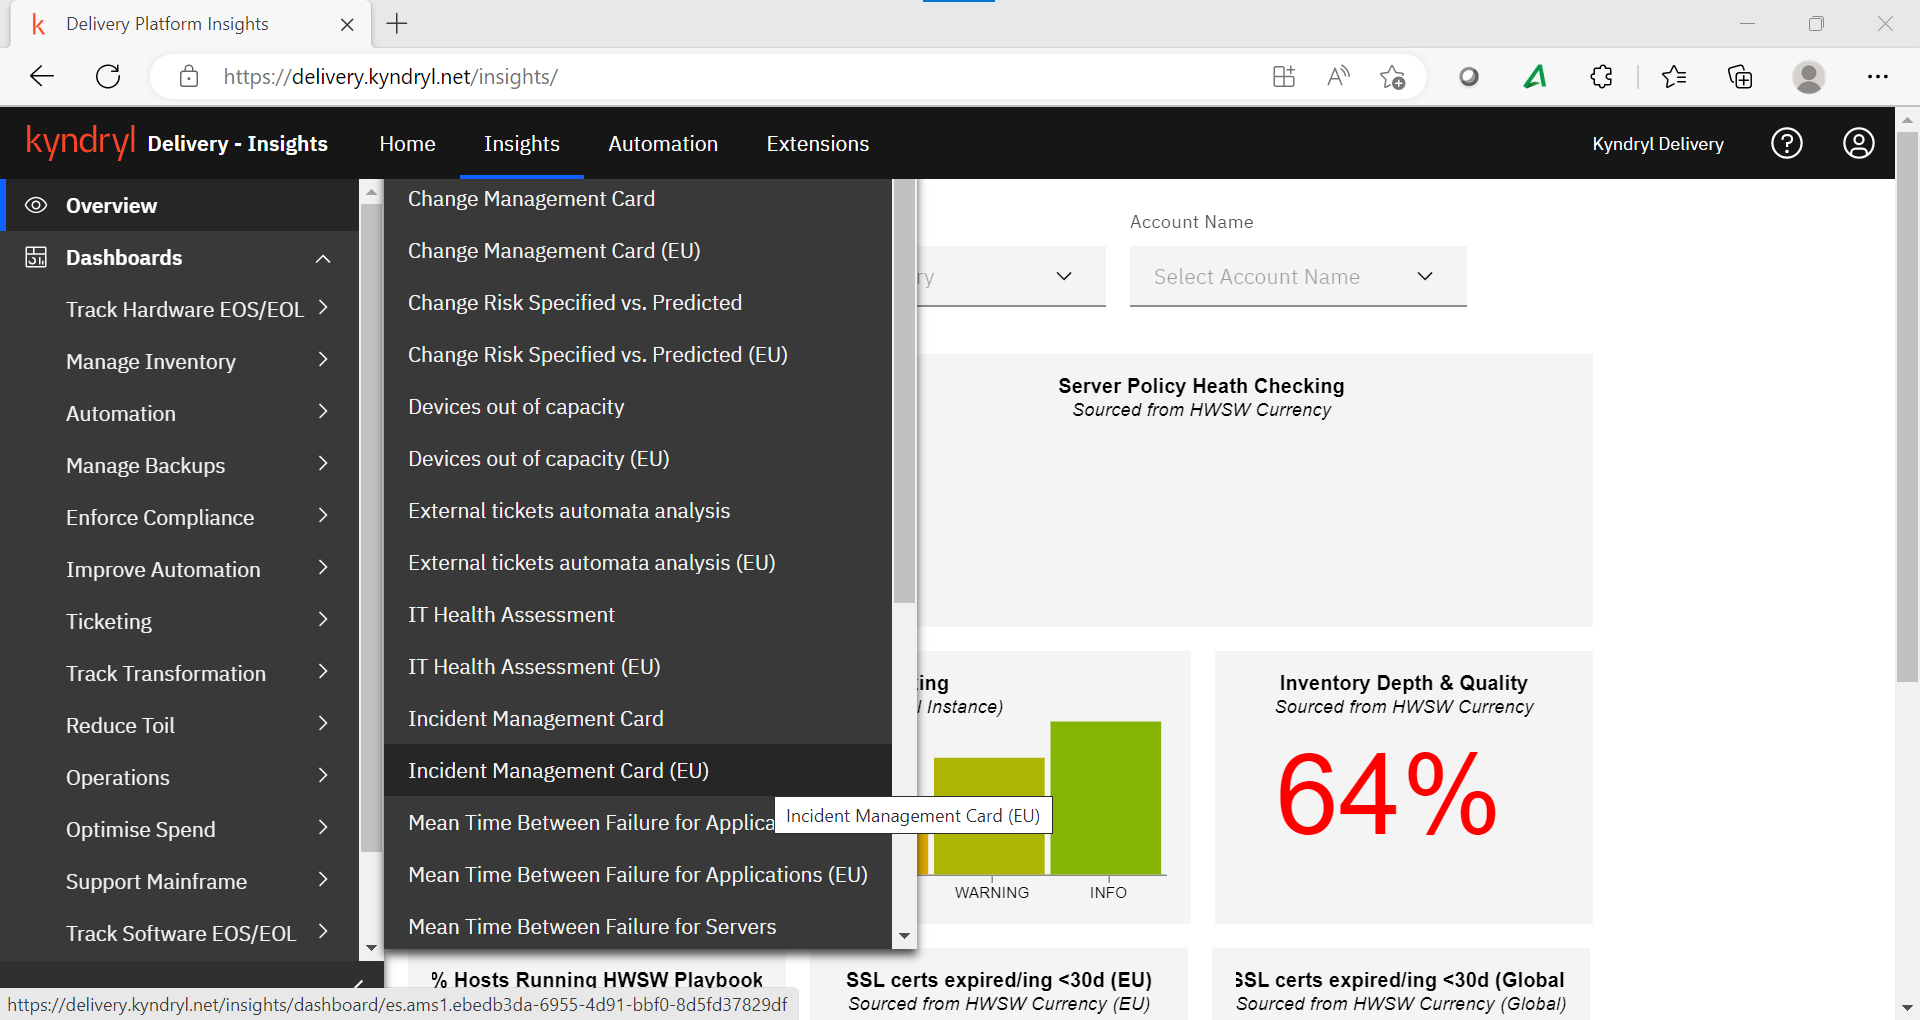 k Delivery Platform Insights
https://delivery.kyndryl.net/insights/
kyndryl Delivery - Insights
Home
Insights
Automation
Extensions
Kyndryl Delivery
Overview
Dashboards
Track Hardware EOS/EOL
Manage Inventory
Automation
Manage Backups
Enforce Compliance
Improve Automation
Ticketing
Track Transformation
Reduce Toil
Operations
Optimise Spend
Support Mainframe
Track Software EOS/EOL
Change Management Card
Change Management Card (EU)
Change Risk Specified vs. Predicted
Change Risk Specified vs. Predicted (EU)
Devices out of capacity
Devices out of capacity (EU)
External tickets automata analysis
External tickets automata analysis (EU)
IT Health Assessment
IT Health Assessment (EU)
Incident Management Card
Incident Management Card (EU)
Incident Management Card (EU)
Mean Time Between Failure for Applica
Mean Time Between Failure for Applications (EU)
Mean Time Between Failure for Servers
ry
Account Name
Select Account Name
Server Policy Heath Checking
Sourced from HWSW Currency
ing
l Instance)
WARNING
INFO
Inventory Depth & Quality
Sourced from HWSW Currency
64%
% Hosts Running HWSW Playbook
SSL certs expired/ing <30d (EU)
Sourced from HWSW Currency (EU)
SSL certs expired/ing <30d (Global
Sourced from HWSW Currency (Global)
https://delivery.kyndryl.net/insights/dashboard/es.ams1.ebedb3da-6955-4d91-bbf0-8d5fd37829df